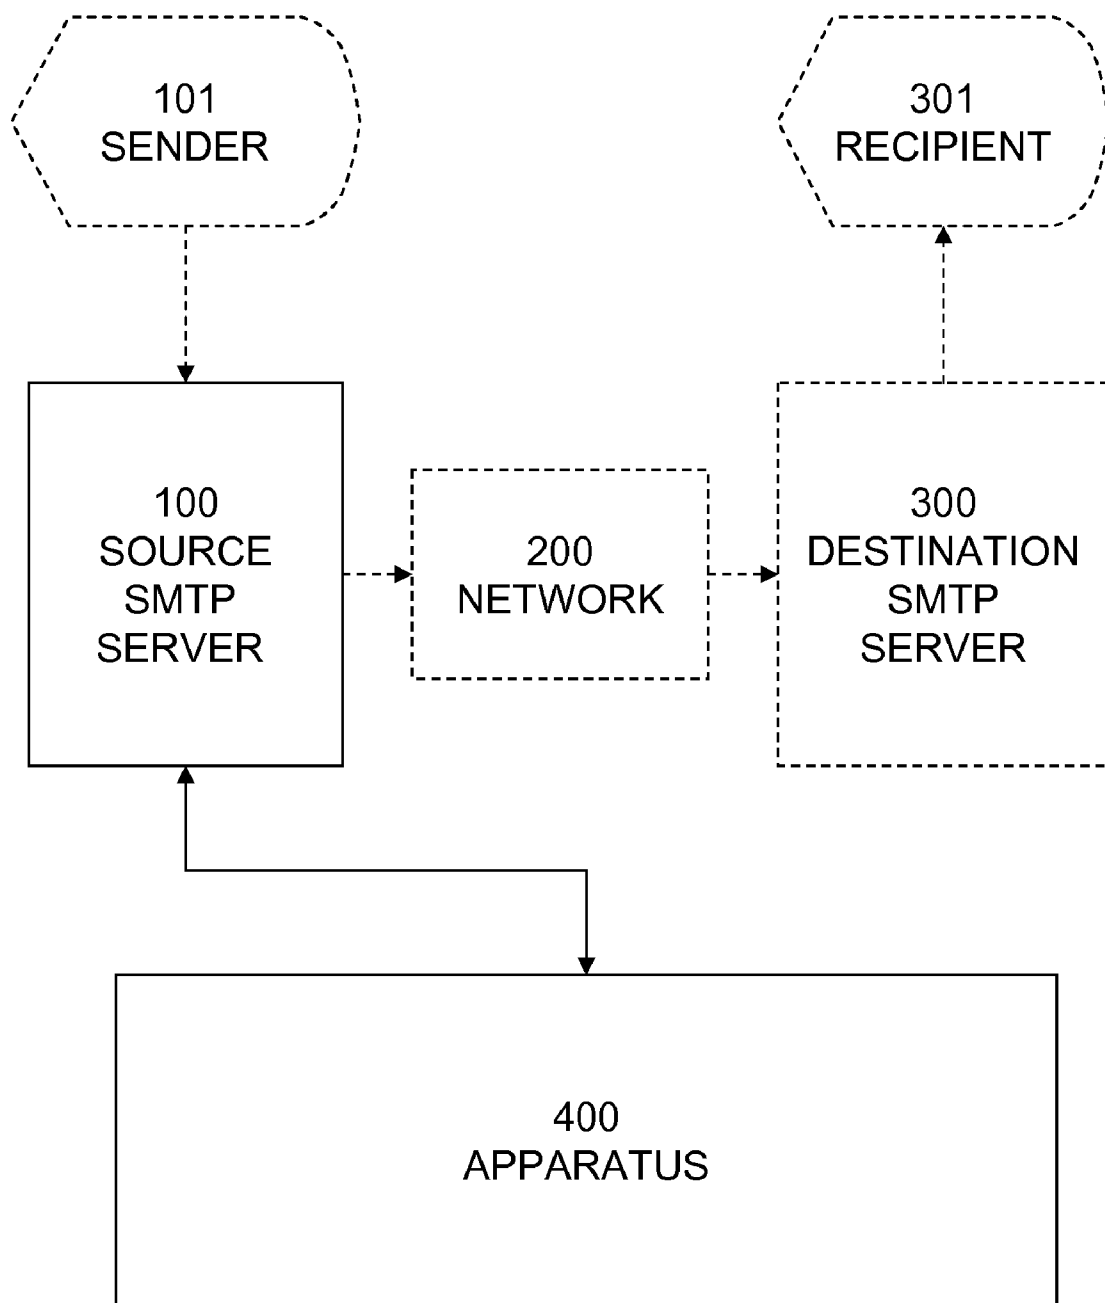 101
SENDER
301
RECIPIENT
100
SOURCE
SMTP
SERVER
200
NETWORK
300
DESTINATION
SMTP
SERVER
400
APPARATUS